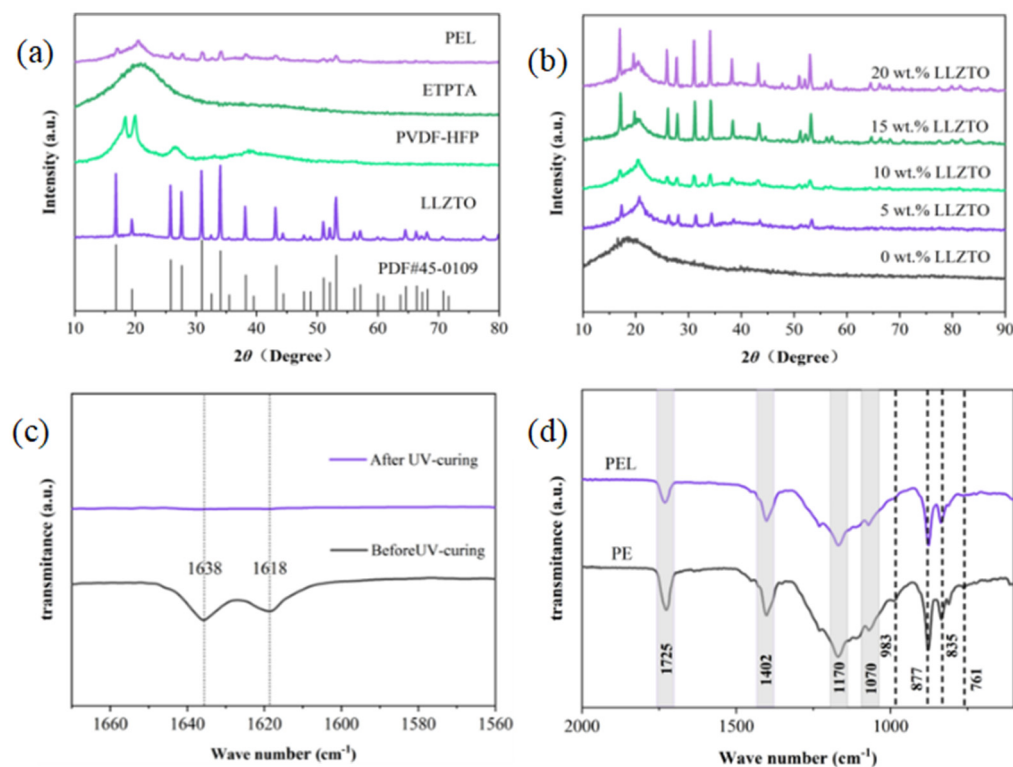 (a)
PEL
ETPTA
PVDF-HFP
LLZTO
PDF#45-0109
Intensity (a.u.)
10 20 30 40 50 60 70 80
2θ（Degree）
(b)
20 wt.% LLZTO
15 wt.% LLZTO
10 wt.% LLZTO
5 wt.% LLZTO
0 wt.% LLZTO
Intensity (a.u.)
10 20 30 40 50 60 70 80 90
2θ（Degree）
(c)
After UV-curing
BeforeUV-curing
1638 1618
transmitance (a.u.)
1660 1640 1620 1600 1580 1560
Wave number (cm⁻¹)
(d)
PEL
PE
1725 1402 1170 1070 983 877 835 761
transmitance (a.u.)
2000 1500 1000
Wave number (cm⁻¹)